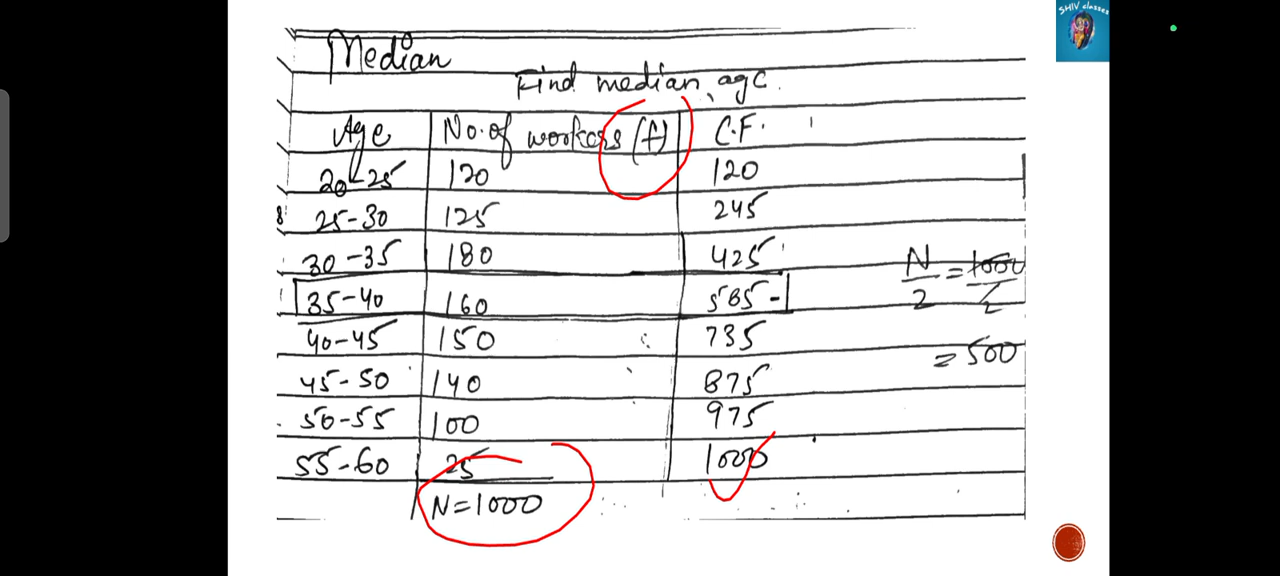 SHIV classes
Median
Find median age.
Age No. of workers (f) C.F.
20-25 120 120
25-30 125 245
30-35 180 425
35-40 160 585-
40-45 150 735
45-50 140 875
50-55 100 975
55-60 25 1000
N=1000
N/2 = 1000/2
= 500